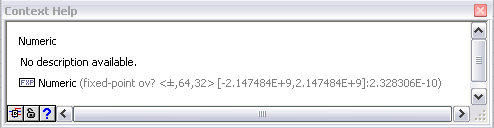 Context Help
Numeric
No description available.
FXP Numeric (fixed-point ov? <±,64,32> [-2.147484E+9,2.147484E+9]:2.328306E-10)
?